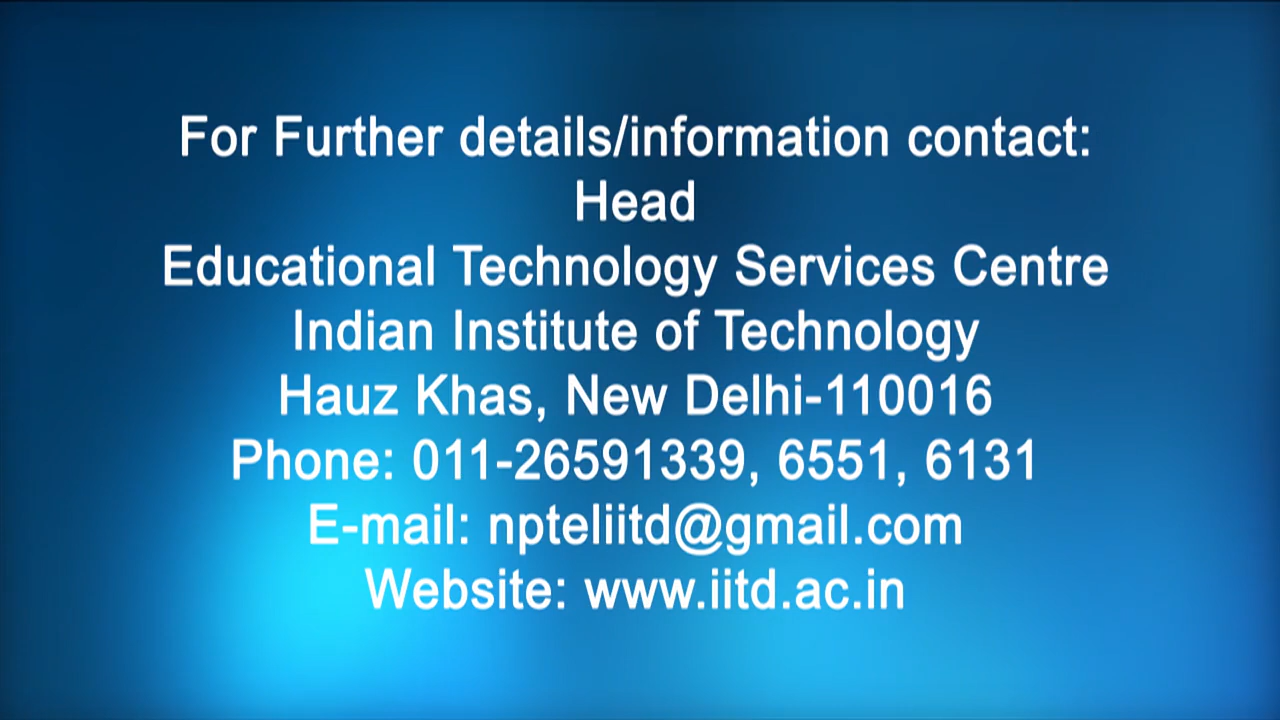 For Further details/information contact:
Head
Educational Technology Services Centre
Indian Institute of Technology
Hauz Khas, New Delhi-110016
Phone: 011-26591339, 6551, 6131
E-mail: npteliitd@gmail.com
Website: www.iitd.ac.in